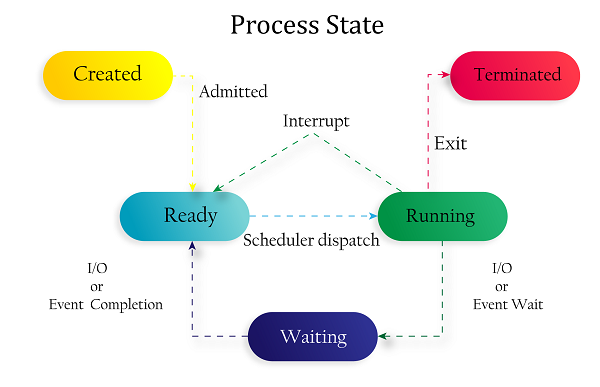 Process State
Created
Terminated
Admitted
Interrupt
Exit
Ready
Running
Scheduler dispatch
I/O
or
Event Completion
I/O
or
Event Wait
Waiting